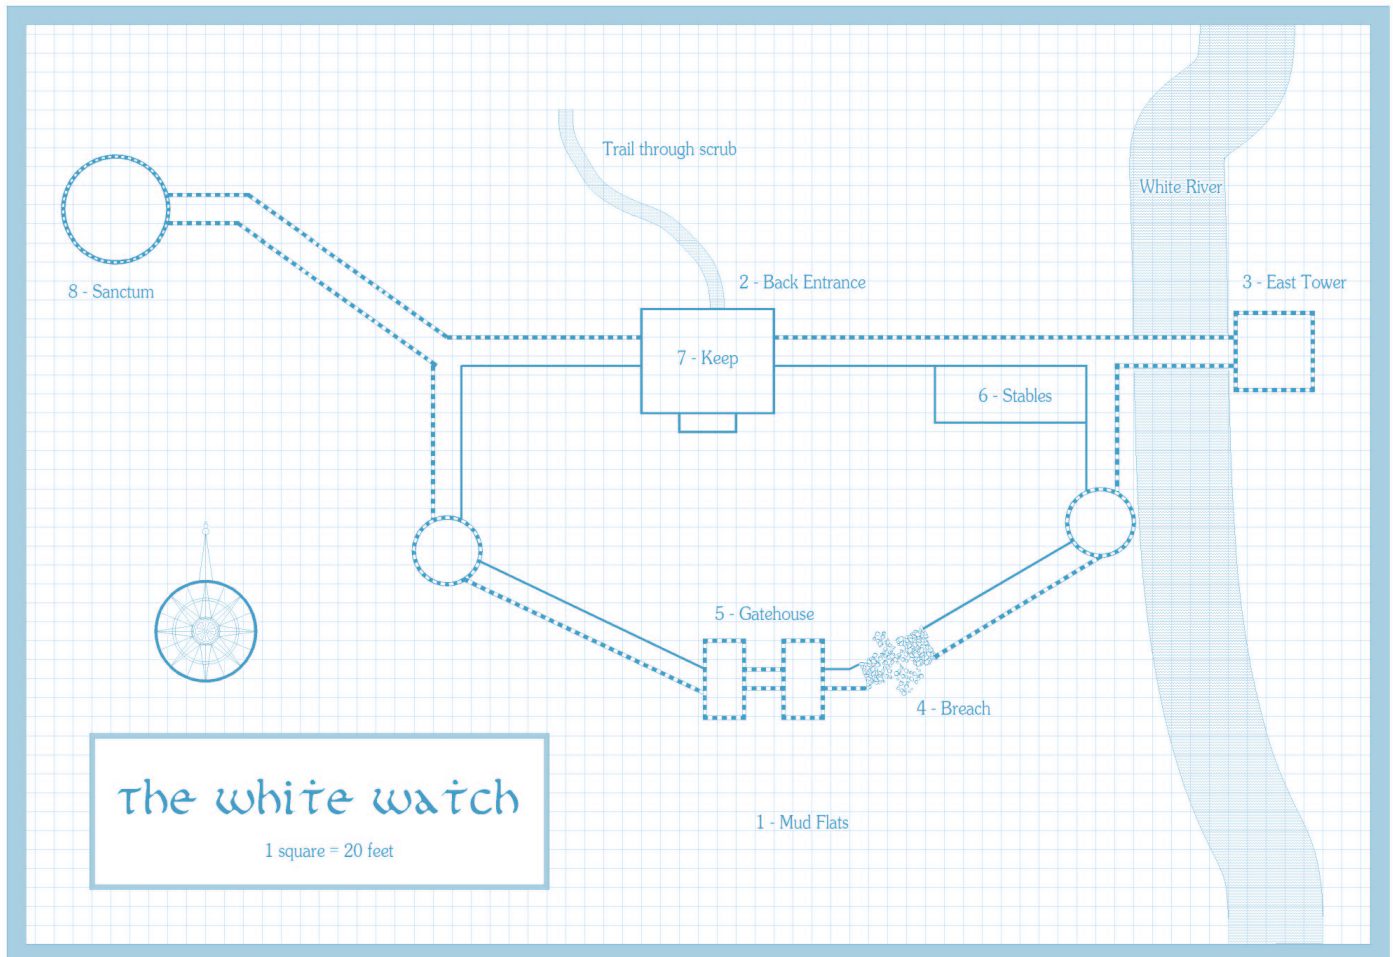 Trail through scrub
White River
2 - Back Entrance
3 - East Tower
8 - Sanctum
7 - Keep
6 - Stables
5 - Gatehouse
4 - Breach
the white watch
1 square = 20 feet
1 - Mud Flats